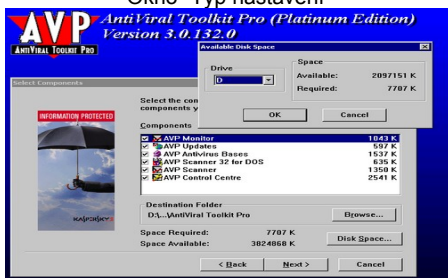 Okno "Typ nastavení"
AVP
ANTIVIRAL TOOLKIT PRO
AntiViral Toolkit Pro (Platinum Edition)
Version 3.0.132.0
Available Disk Space
Drive
D
Space
Available: 2097151 K
Required: 7707 K
OK
Cancel
Select Components
INFORMATION PROTECTED
KASPERSKY
Select the com
components y
Components
AVP Monitor 1043 K
AVP Updates 597 K
AVP Antivirus Bases 1537 K
AVP Scanner 32 for DOS 635 K
AVP Scanner 1350 K
AVP Control Centre 2541 K
Destination Folder
D:\...\AntiViral Toolkit Pro
Browse...
Space Required: 7707 K
Space Available: 3824868 K
Disk Space...
< Back
Next >
Cancel